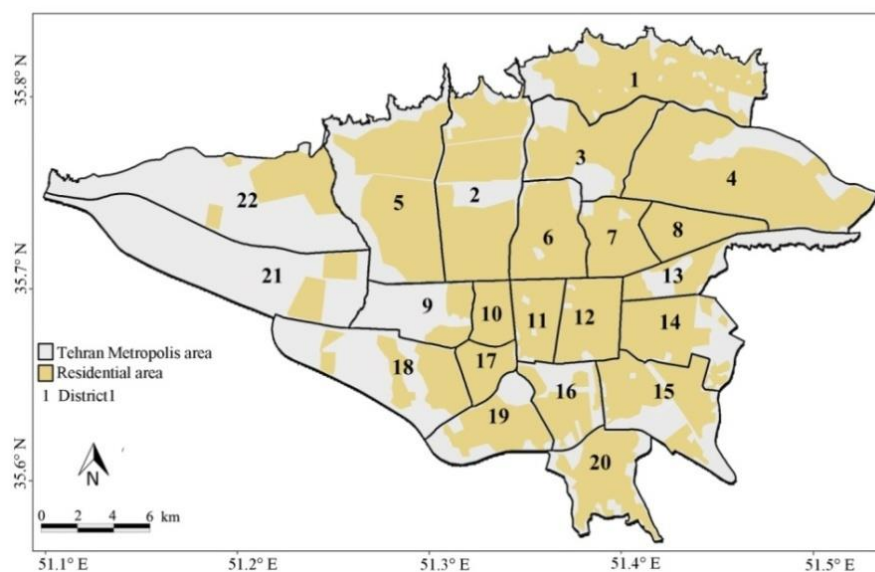 35.8° N
35.7° N
35.6° N
1
3
4
2
22
5
6
7
8
21
13
9
10
11
12
14
18
17
16
15
19
20
Tehran Metropolis area
Residential area
1 District1
N
0 2 4 6 km
51.1° E
51.2° E
51.3° E
51.4° E
51.5° E